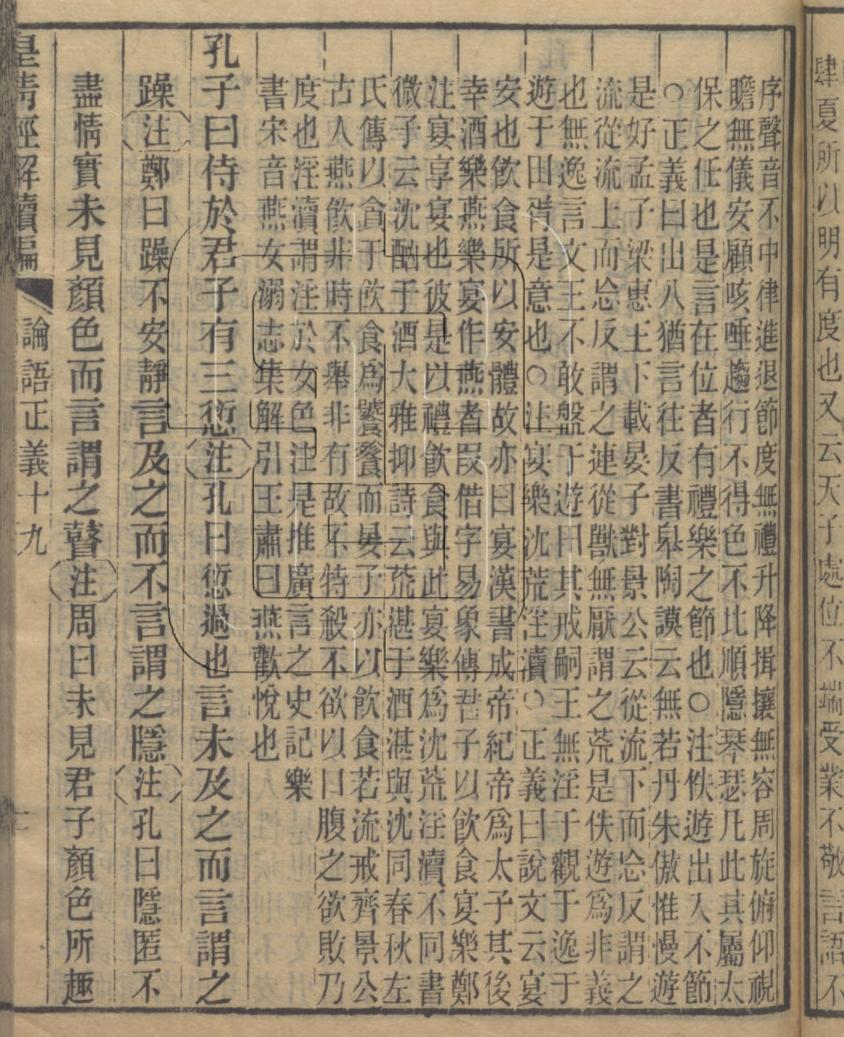 肆夏所以明有度也又云天子處位不端受業不敬言語不
序聲音不中律進退節度無禮升降揖攘無容周旋俯仰視
瞻無儀安顧咳唾趨行不得色不比順隱琴瑟凡此其屬太
保之任也是言在位者有禮樂之節也○注佚遊出入不節
○正義曰出入猶言往反書皋陶謨云無若丹朱傲惟慢遊
是好孟子梁惠王下載晏子對景公云從流下而忘反謂之
流從流上而忘反謂之連從獸無厭謂之荒是佚遊爲非義
也無逸言文王不敢盤于遊田其戒嗣王無淫于觀于逸于
遊于田胥是意也○注宴樂沈荒淫瀆○正義曰說文云宴
安也飲食所以安體故亦曰宴漢書成帝紀帝爲太子其後
幸酒樂燕樂宴作燕者叚借字易象傳君子以飲食宴樂鄭
注宴享宴也彼是以禮飲食與此宴樂爲沈荒淫瀆不同書
微子云沈酗于酒大雅抑詩云荒湛于酒湛與沈同春秋左
氏傳以貪于飲食爲饕餮而晏子亦以飲食若流戒齊景公
古人燕飲非時不舉非有故不特殺不欲以口腹之欲敗乃
度也淫瀆謂淫於女色注是推廣言之史記樂
書宋音燕女溺志集解引王肅曰燕歡悅也
孔子曰侍於君子有三愆注孔曰愆過也言未及之而言謂之
躁注鄭曰躁不安靜言及之而不言謂之隱注孔曰隱匿不
盡情實未見顏色而言謂之瞽注周曰未見君子顏色所趣
皇清經解續編 論語正義十九